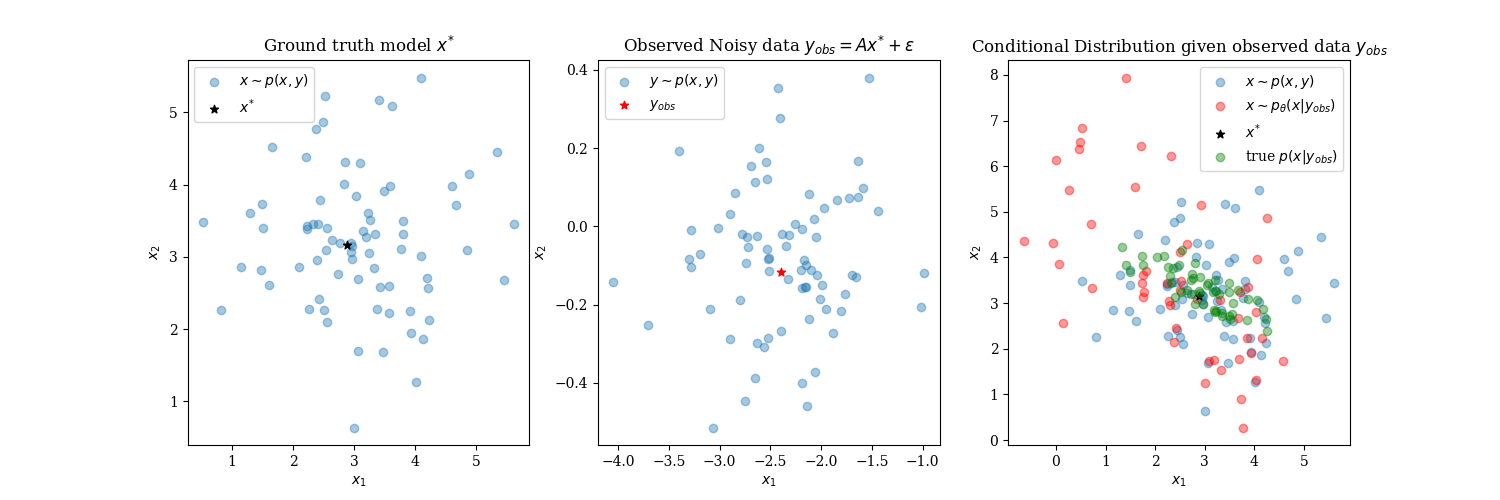 Ground truth model $x^*$
$x \sim p(x, y)$
$x^*$
5
4
3
2
1
$x_2$
1
2
3
4
5
$x_1$
Observed Noisy data $y_{obs} = Ax^* + \varepsilon$
$y \sim p(x, y)$
$y_{obs}$
0.4
0.2
0.0
−0.2
−0.4
$x_2$
−4.0
−3.5
−3.0
−2.5
−2.0
−1.5
−1.0
$x_1$
Conditional Distribution given observed data $y_{obs}$
$x \sim p(x, y)$
$x \sim p_\theta(x|y_{obs})$
$x^*$
true $p(x|y_{obs})$
8
7
6
5
4
3
2
1
0
$x_2$
0
1
2
3
4
5
$x_1$